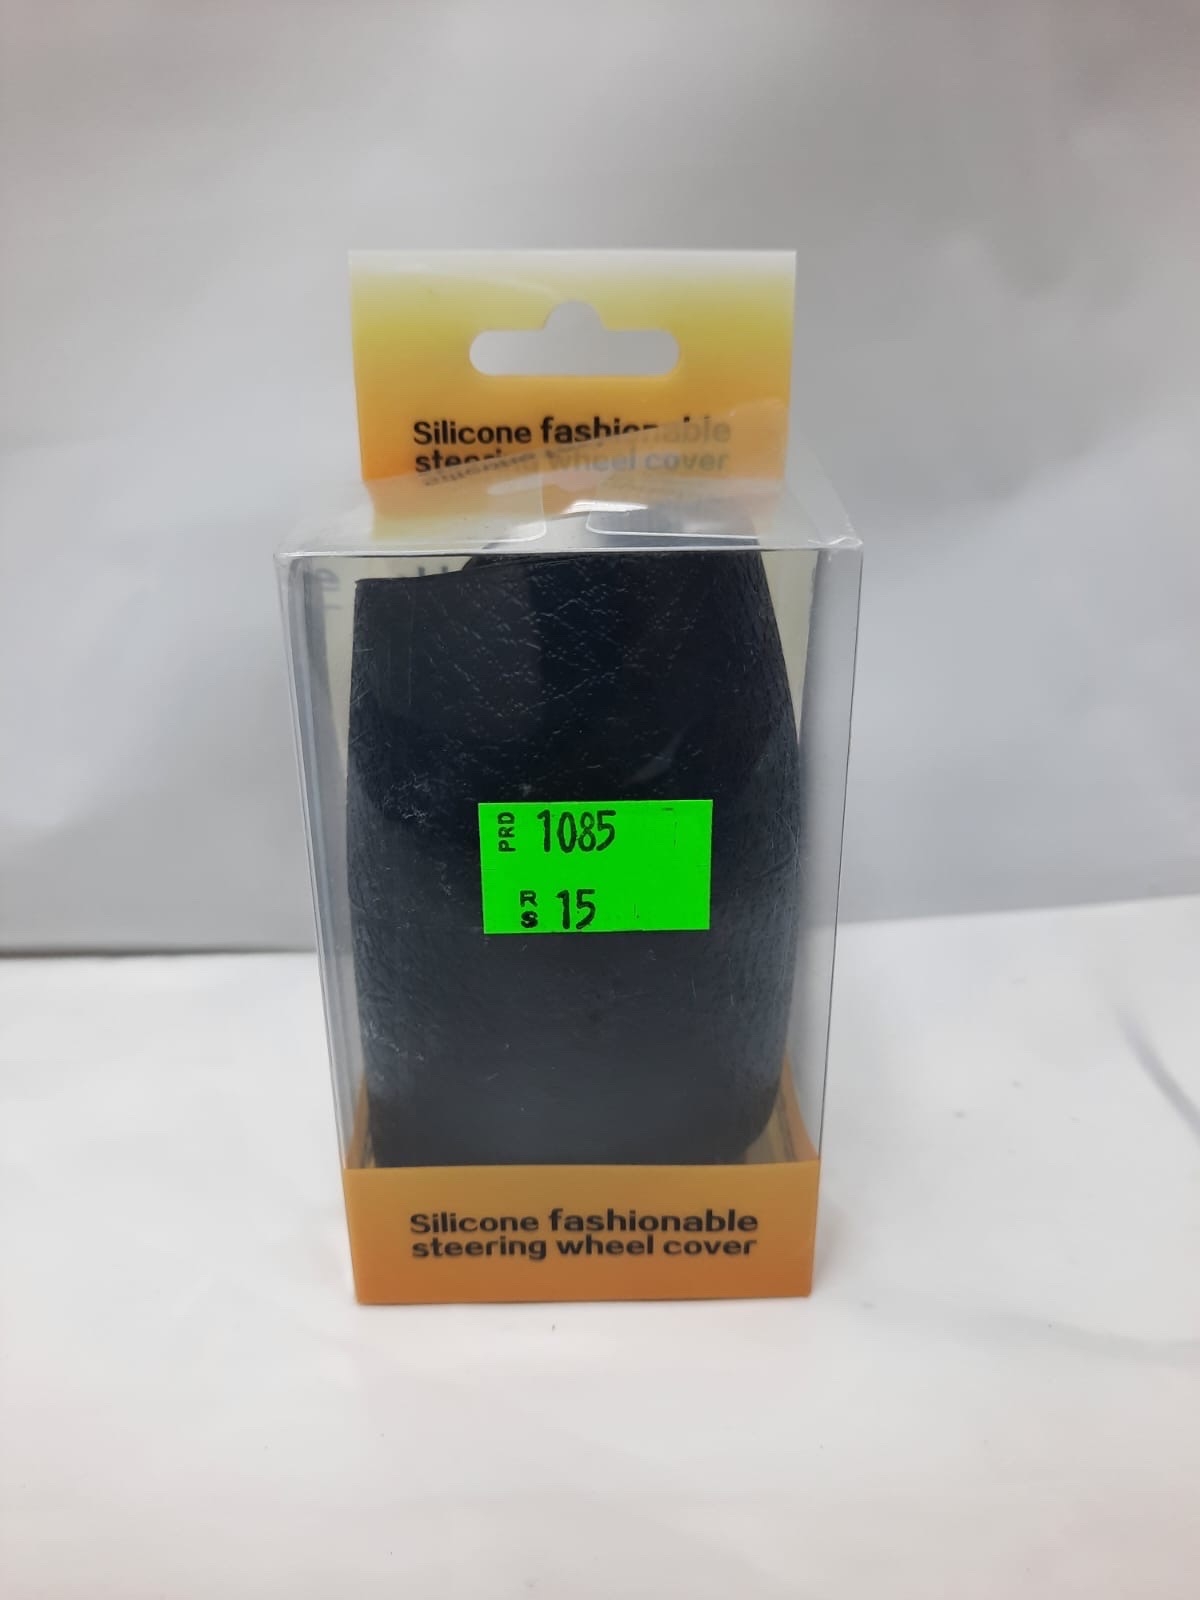 Silicone fashionable
steering wheel cover
PRD 1085
RS 15
Silicone fashionable
steering wheel cover